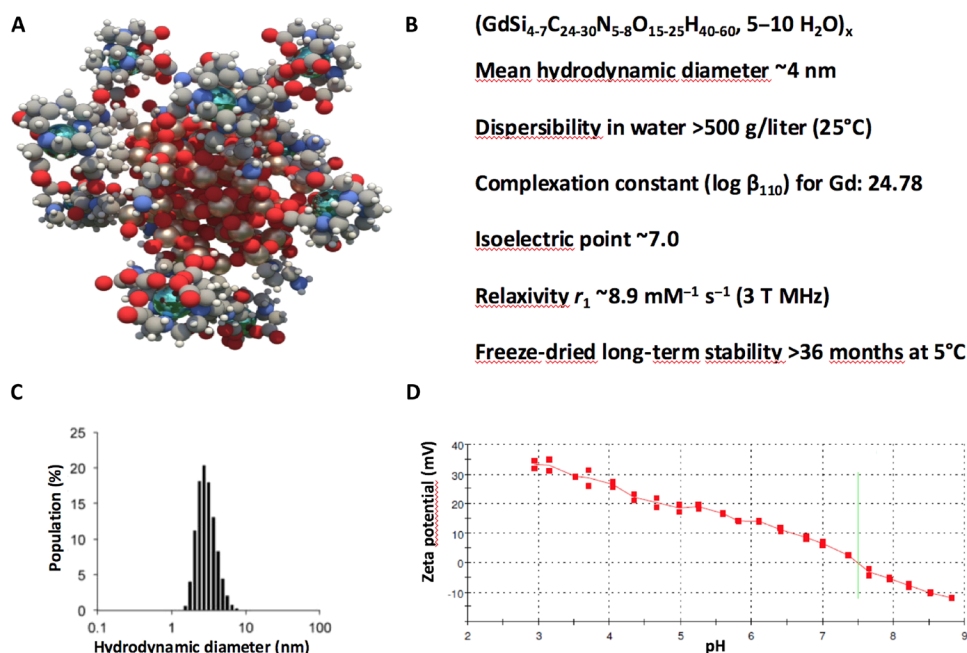 A
B
(GdSi₄₋₇C₂₄₋₃₀N₅₋₈O₁₅₋₂₅H₄₀₋₆₀, 5–10 H₂O)ₓ
Mean hydrodynamic diameter ~4 nm
Dispersibility in water >500 g/liter (25°C)
Complexation constant (log β₁₁₀) for Gd: 24.78
Isoelectric point ~7.0
Relaxivity r₁ ~8.9 mM⁻¹ s⁻¹ (3 T MHz)
Freeze-dried long-term stability >36 months at 5°C
C
Population (%)
25
20
15
10
5
0
0.1
1
10
100
Hydrodynamic diameter (nm)
D
Zeta potential (mV)
40
30
20
10
0
-10
2
3
4
5
6
7
8
9
pH